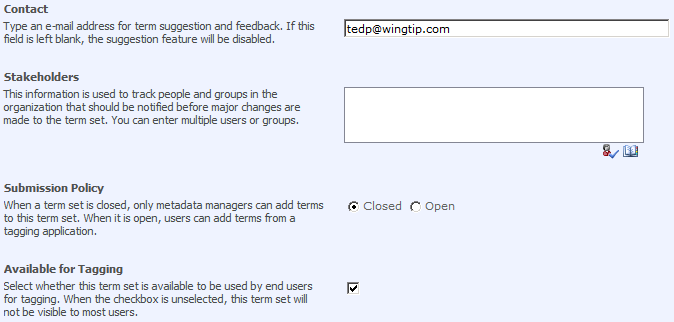 Contact
Type an e-mail address for term suggestion and feedback. If this
field is left blank, the suggestion feature will be disabled.
tedp@wingtip.com
Stakeholders
This information is used to track people and groups in the
organization that should be notified before major changes are
made to the term set. You can enter multiple users or groups.
Submission Policy
When a term set is closed, only metadata managers can add terms
to this term set. When it is open, users can add terms from a
tagging application.
Closed Open
Available for Tagging
Select whether this term set is available to be used by end users
for tagging. When the checkbox is unselected, this term set will
not be visible to most users.